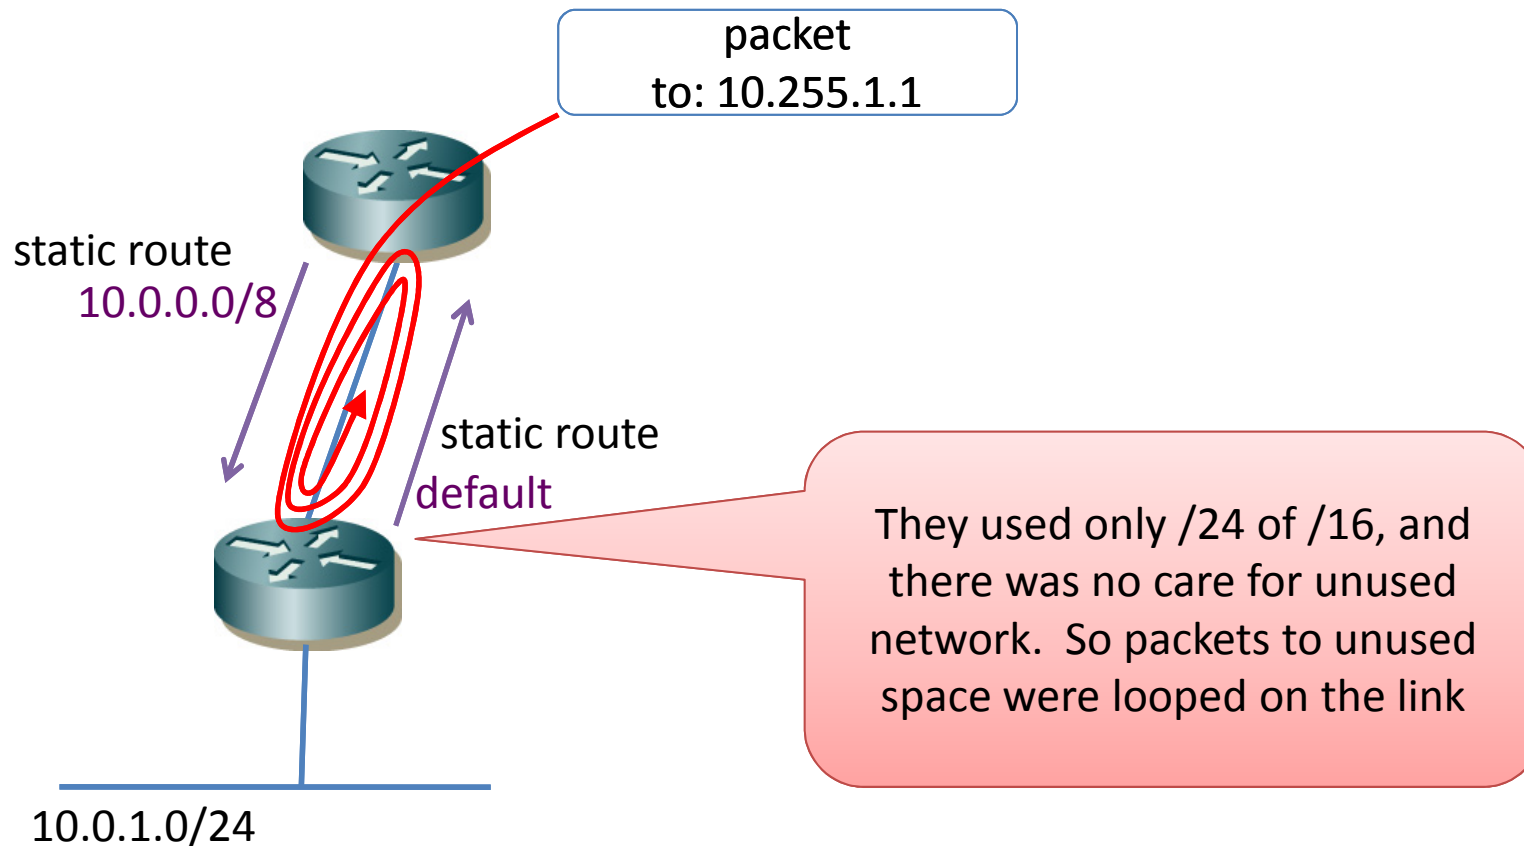 packet
to: 10.255.1.1
static route
10.0.0.0/8
static route
default
They used only /24 of /16, and
there was no care for unused
network.  So packets to unused
space were looped on the link
10.0.1.0/24